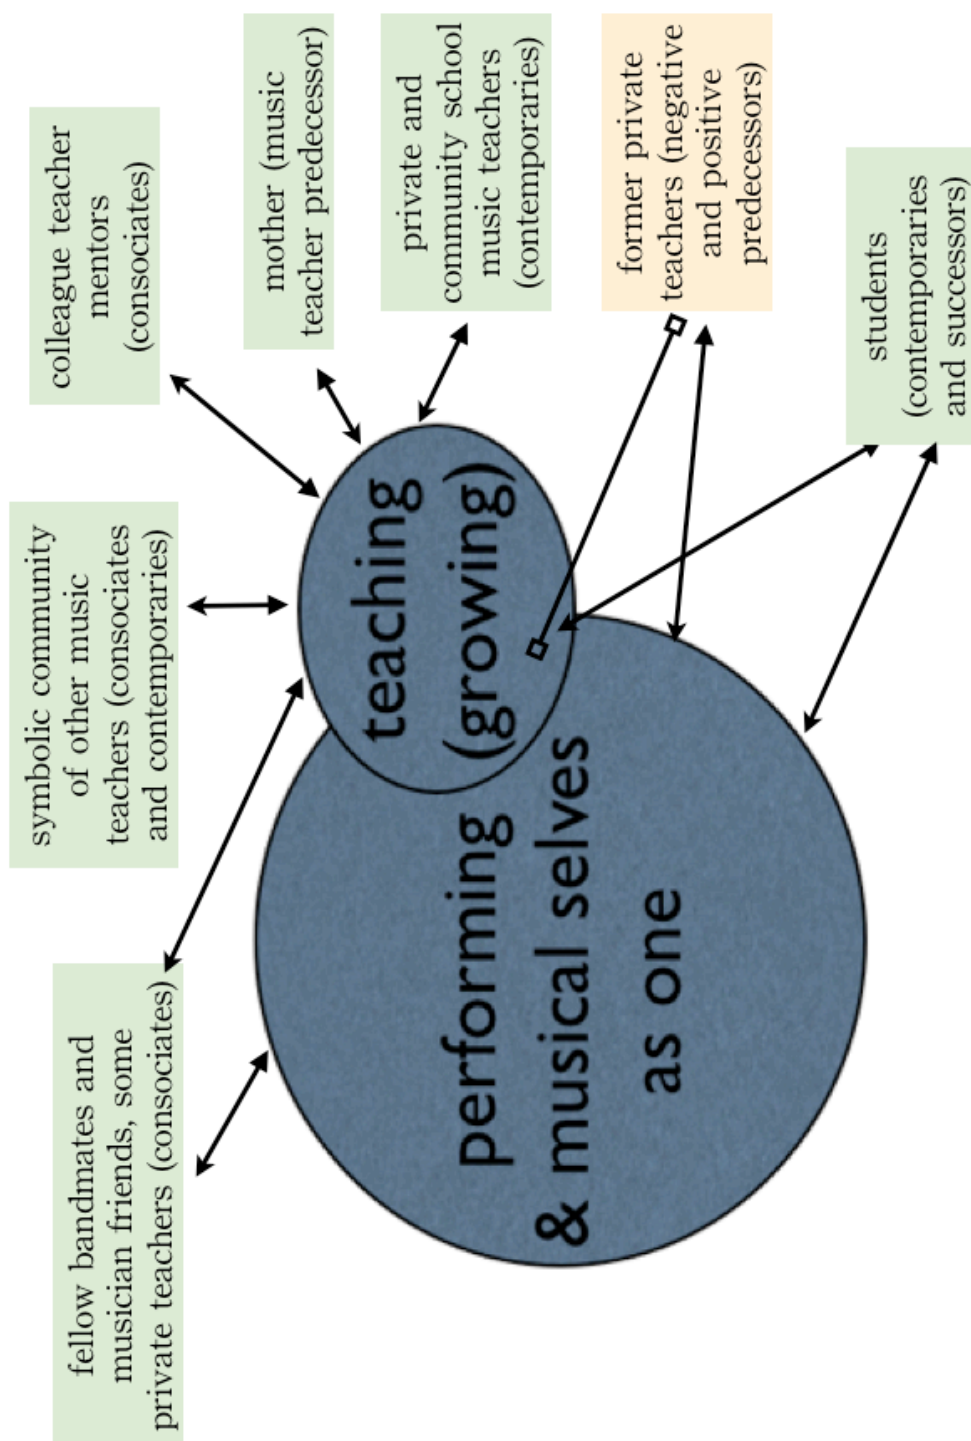 fellow bandmates and
musician friends, some
private teachers (consociates)
symbolic community
of other music
teachers (consociates
and contemporaries)
colleague teacher
mentors
(consociates)
mother (music
teacher predecessor)
private and
community school
music teachers
(contemporaries)
former private
teachers (negative
and positive
predecessors)
students
(contemporaries
and successors)
teaching
(growing)
performing
& musical selves
as one